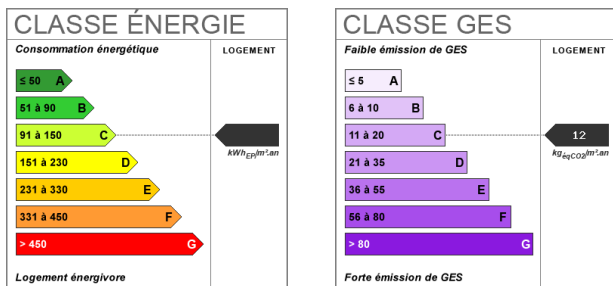 CLASSE ÉNERGIE
Consommation énergétique
LOGEMENT
≤ 50 A
51 à 90 B
91 à 150 C
151 à 230 D
231 à 330 E
331 à 450 F
> 450 G
kWhEP/m².an
Logement énergivore
CLASSE GES
Faible émission de GES
LOGEMENT
≤ 5 A
6 à 10 B
11 à 20 C
21 à 35 D
36 à 55 E
56 à 80 F
> 80 G
12
kgéqCO2/m².an
Forte émission de GES